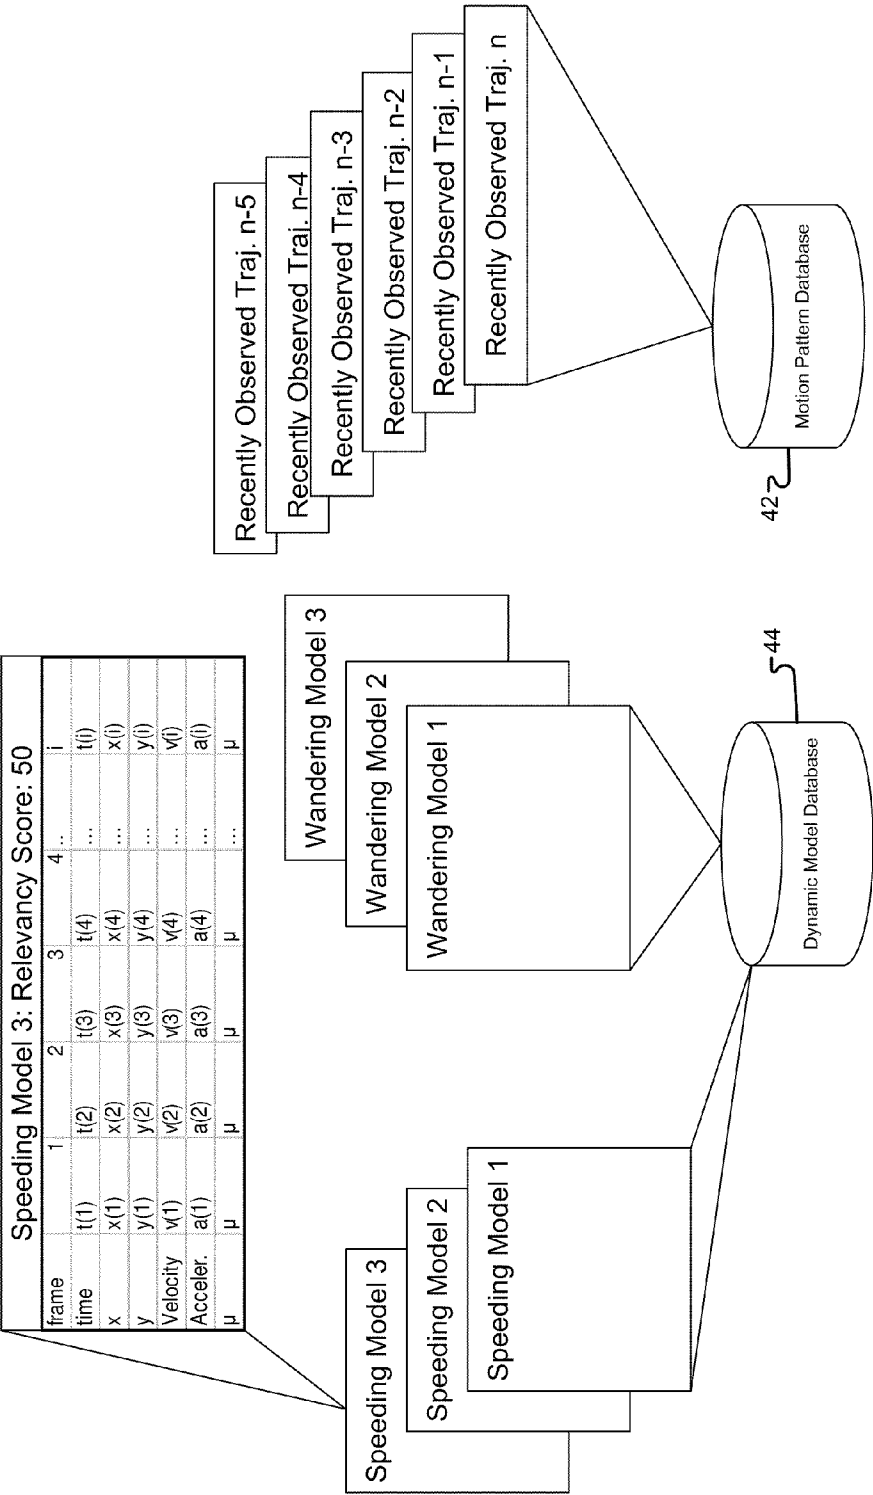 Speeding Model 3: Relevancy Score: 50
frame 1 2 3 4 .. i
time t(1) t(2) t(3) t(4) ... t(i)
x x(1) x(2) x(3) x(4) ... x(i)
y y(1) y(2) y(3) y(4) ... y(i)
Velocity v(1) v(2) v(3) v(4) ... v(i)
Acceler. a(1) a(2) a(3) a(4) ... a(i)
μ μ μ μ μ ... μ
Speeding Model 3
Speeding Model 2
Speeding Model 1
Wandering Model 3
Wandering Model 2
Wandering Model 1
Dynamic Model Database
44
Recently Observed Traj. n-5
Recently Observed Traj. n-4
Recently Observed Traj. n-3
Recently Observed Traj. n-2
Recently Observed Traj. n-1
Recently Observed Traj. n
Motion Pattern Database
42